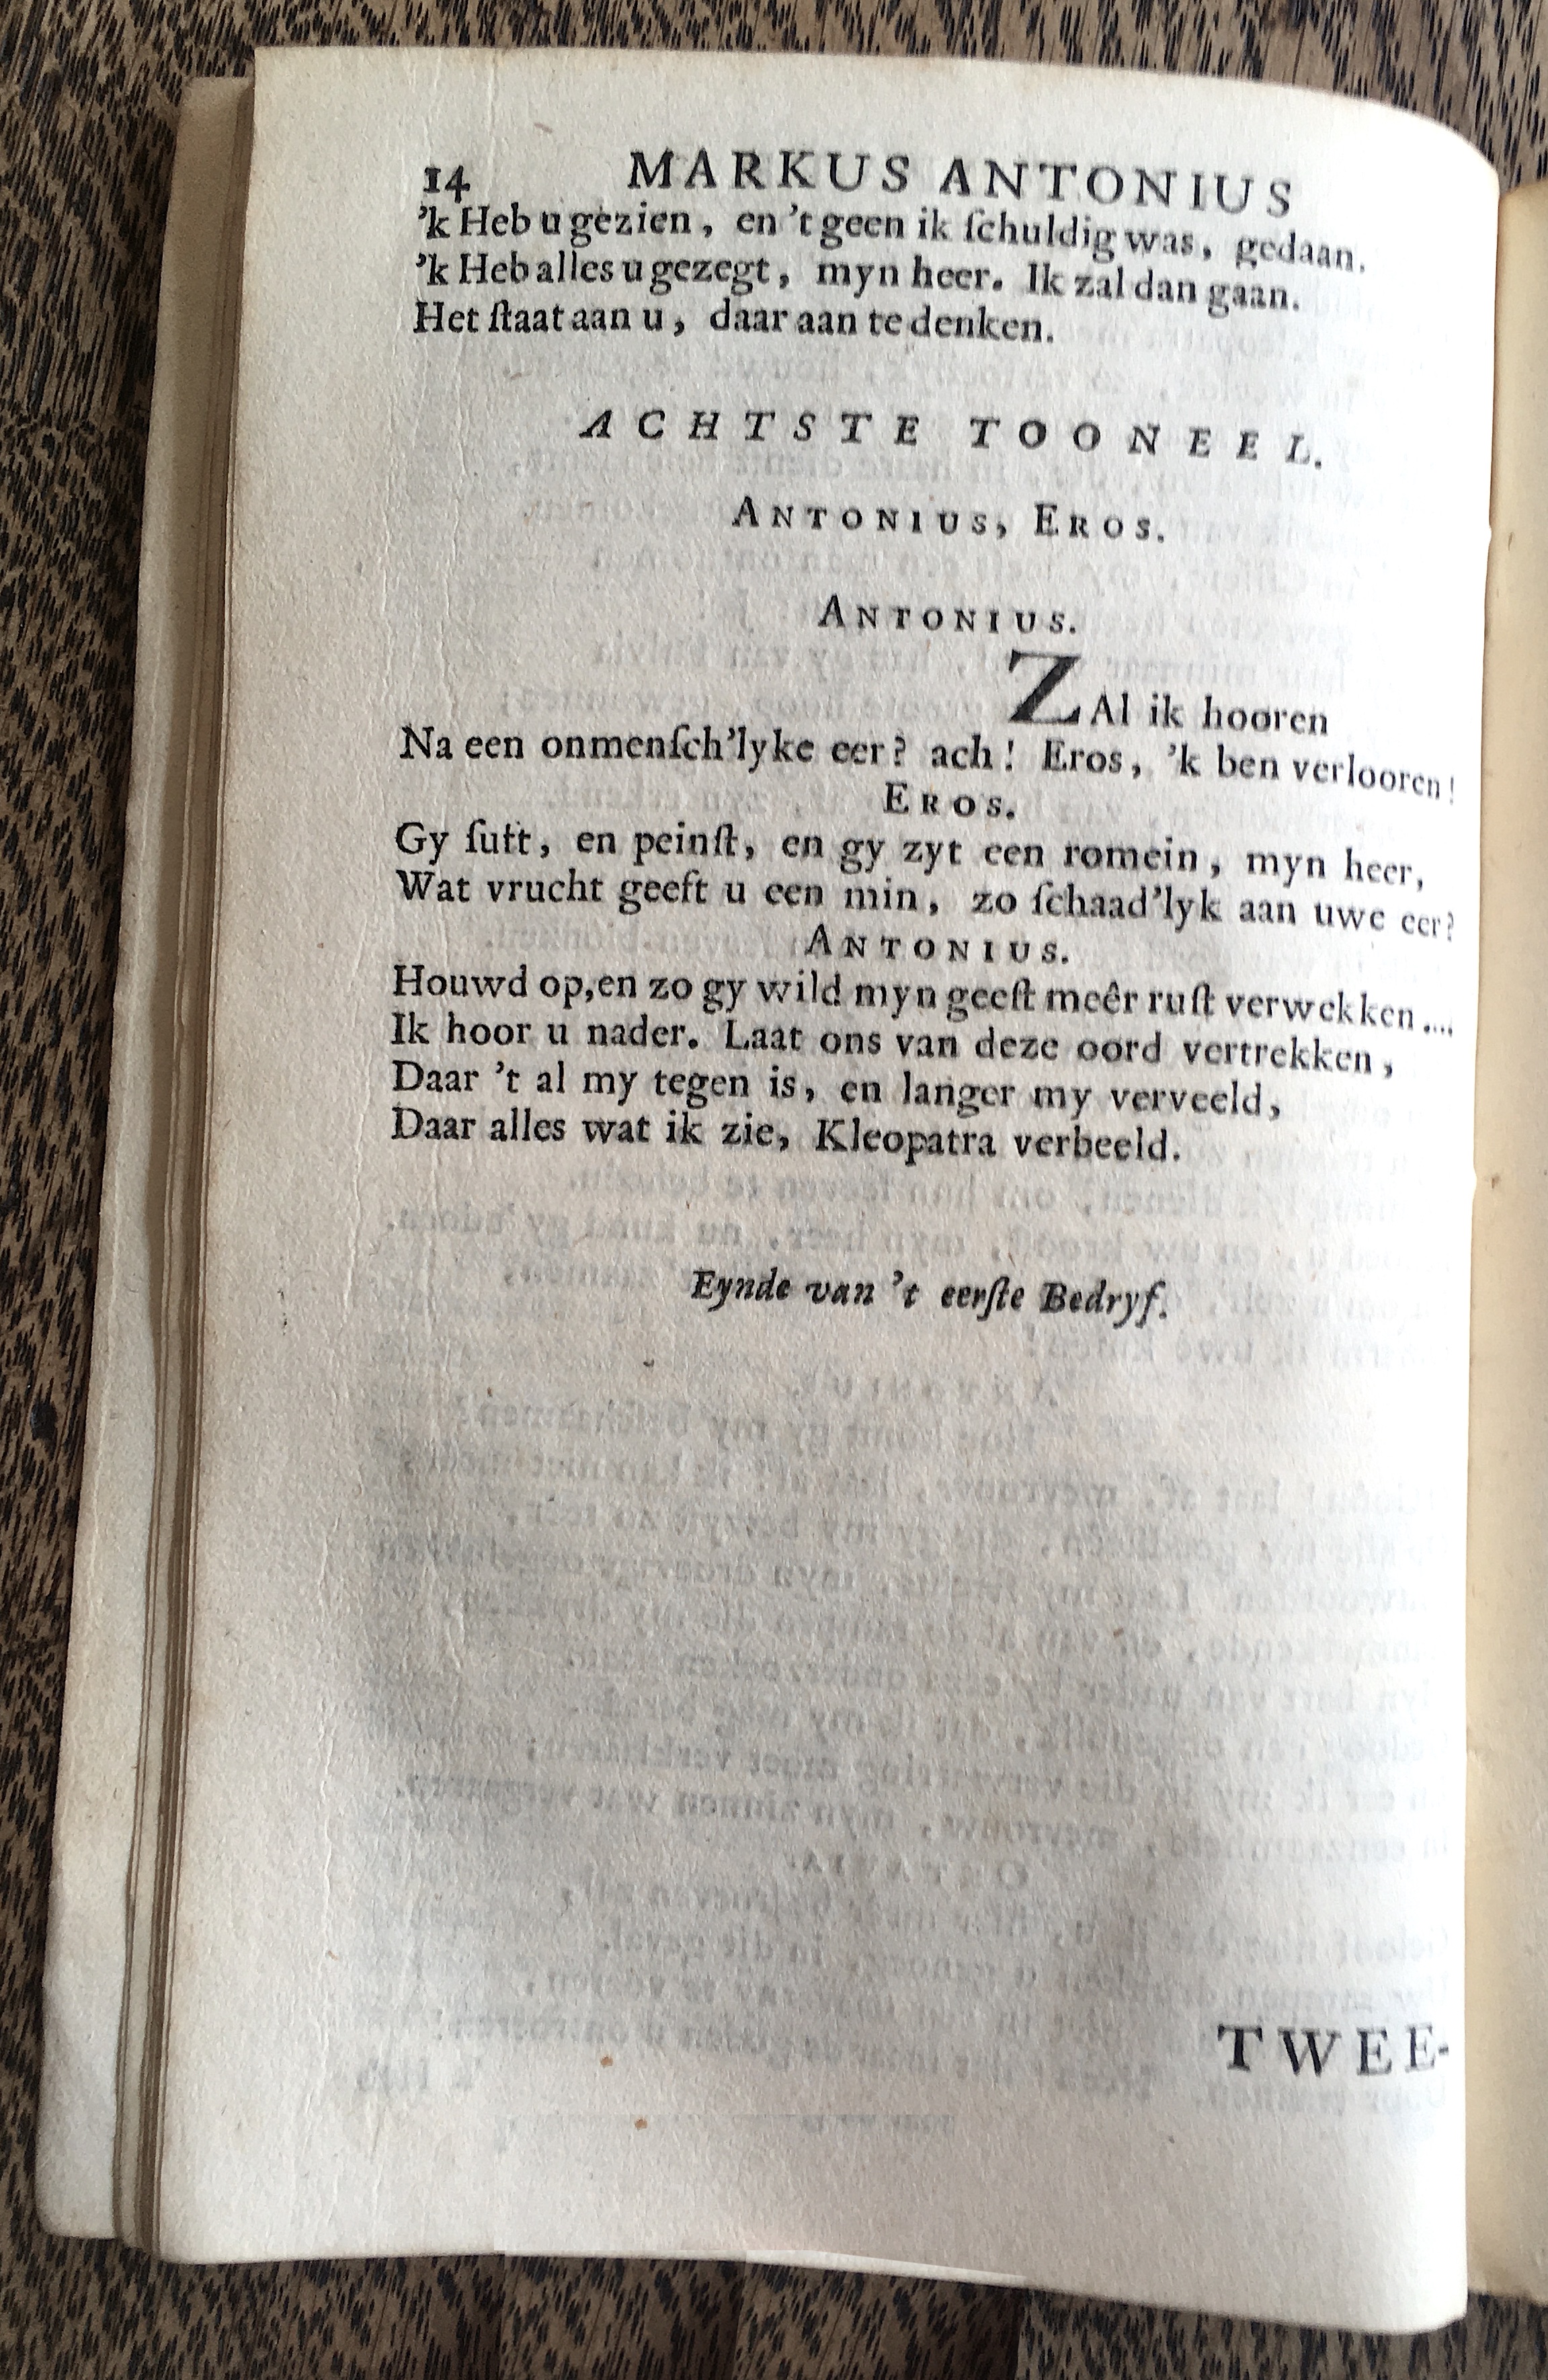 14 MARKUS ANTONIUS
’k Heb u gezien, en ’t geen ik ſchuldig was, gedaan.
’k Heb alles u gezegt, myn heer. Ik zal dan gaan.
Het ſtaat aan u, daar aan te denken.
ACHTSTE TOONEEL.
ANTONIUS, EROS.
ANTONIUS.
ZAl ik hooren
Na een onmenſch’lyke eer? ach! Eros, ’k ben verlooren!
EROS.
Gy ſutt, en peinſt, en gy zyt een romein, myn heer,
Wat vrucht geeft u een min, zo ſchaad’lyk aan uwe eer?
ANTONIUS.
Houwd op, en zo gy wild myn geeſt meêr ruſt verwekken....
Ik hoor u nader. Laat ons van deze oord vertrekken,
Daar ’t al my tegen is, en langer my verveeld,
Daar alles wat ik zie, Kleopatra verbeeld.
Eynde van ’t eerſte Bedryf.
TWEE-